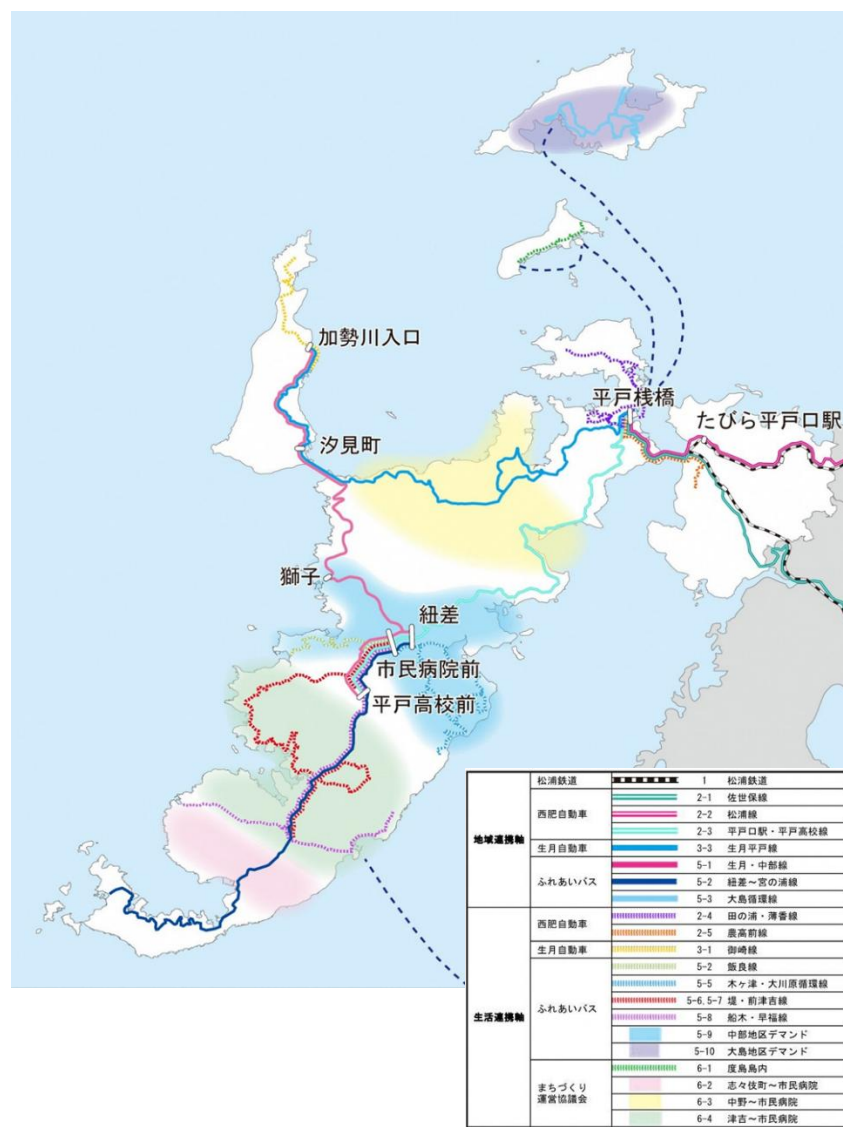 加勢川入口
平戸桟橋
たびら平戸口駅
汐見町
獅子
紐差
市民病院前
平戸高校前
地域連携軸
松浦鉄道
1 松浦鉄道
西肥自動車
2-1 佐世保線
2-2 松浦線
2-3 平戸口駅・平戸高校線
生月自動車
3-3 生月平戸線
ふれあいバス
5-1 生月・中部線
5-2 紐差~宮の浦線
5-3 大島循環線
生活連携軸
西肥自動車
2-4 田の浦・薄香線
2-5 農高前線
生月自動車
3-1 御崎線
ふれあいバス
5-2 飯良線
5-5 木ヶ津・大川原循環線
5-6,5-7 堤・前津吉線
5-8 船木・早福線
5-9 中部地区デマンド
5-10 大島地区デマンド
まちづくり
運営協議会
6-1 度島島内
6-2 志々伎町~市民病院
6-3 中野~市民病院
6-4 津吉~市民病院